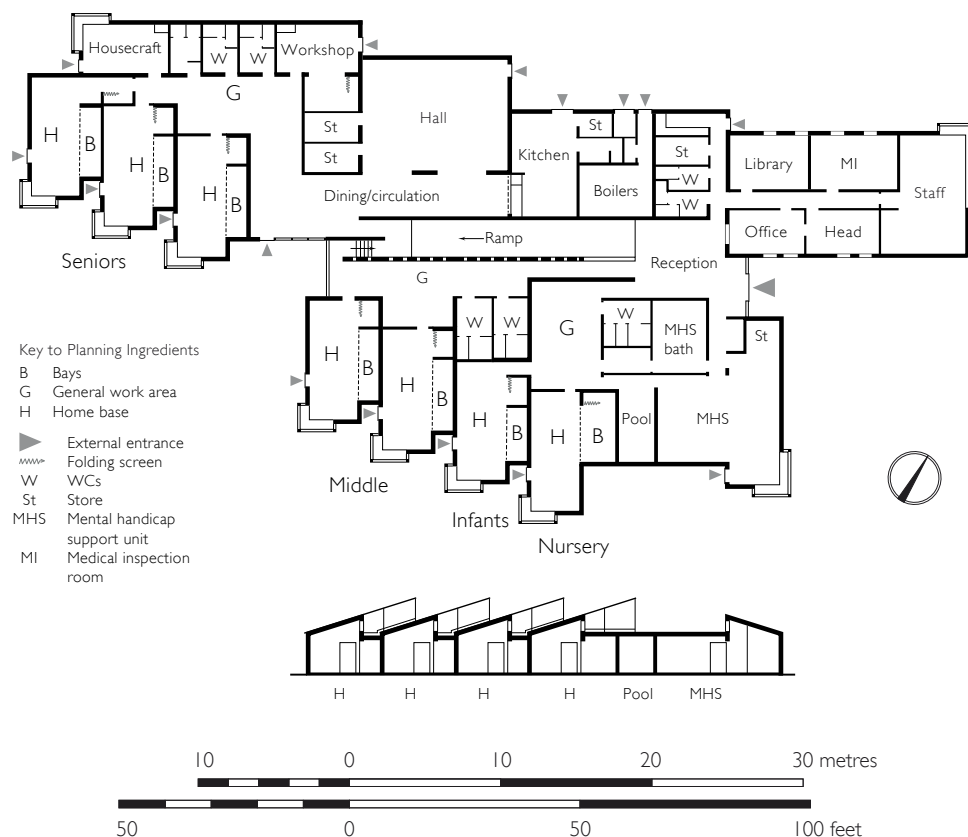 Housecraft
W
W
Workshop
G
H
B
H
B
H
B
St
St
Hall
Dining/circulation
Kitchen
St
Boilers
St
W
W
Library
MI
Staff
Office
Head
Seniors
Ramp
Reception
G
W
W
G
W
MHS
bath
St
H
B
H
B
H
B
H
B
Pool
MHS
Middle
Infants
Nursery
Key to Planning Ingredients
B Bays
G General work area
H Home base
External entrance
Folding screen
W WCs
St Store
MHS Mental handicap
support unit
MI Medical inspection
room
H H H H Pool MHS
10 0 10 20 30 metres
50 0 50 100 feet